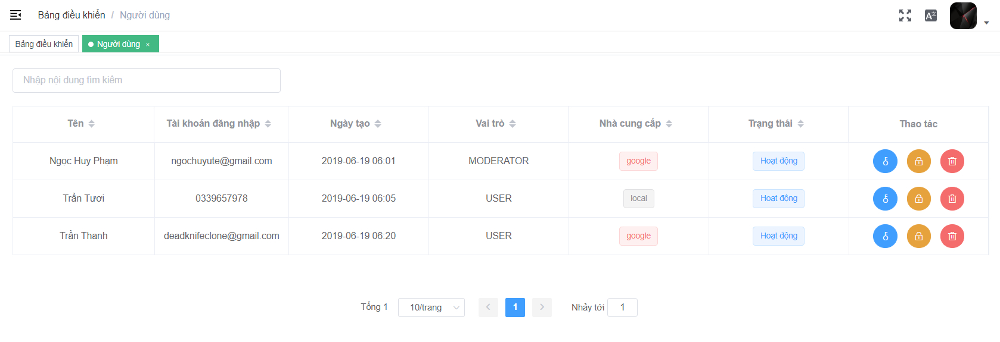 Bảng điều khiển / Người dùng
Bảng điều khiển Người dùng ×
Nhập nội dung tìm kiếm
Tên Tài khoản đăng nhập Ngày tạo Vai trò Nhà cung cấp Trạng thái Thao tác
Ngọc Huy Phạm ngochuyute@gmail.com 2019-06-19 06:01 MODERATOR google Hoạt động
Trần Tươi 0339657978 2019-06-19 06:05 USER local Hoạt động
Trần Thanh deadknifeclone@gmail.com 2019-06-19 06:20 USER google Hoạt động
Tổng 1 10/trang 1 Nhảy tới 1